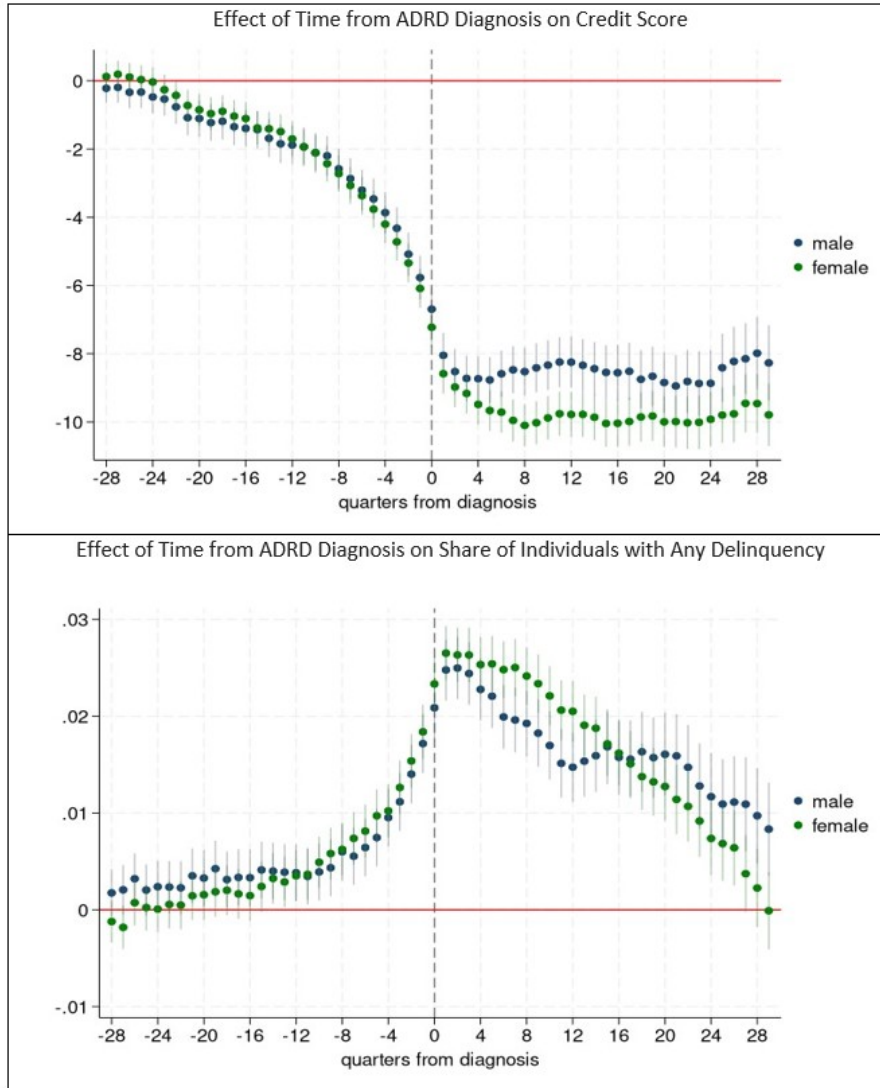 Effect of Time from ADRD Diagnosis on Credit Score
0
-2
-4
-6
-8
-10
-28 -24 -20 -16 -12 -8 -4 0 4 8 12 16 20 24 28
quarters from diagnosis
male
female
Effect of Time from ADRD Diagnosis on Share of Individuals with Any Delinquency
.03
.02
.01
0
-.01
-28 -24 -20 -16 -12 -8 -4 0 4 8 12 16 20 24 28
quarters from diagnosis
male
female